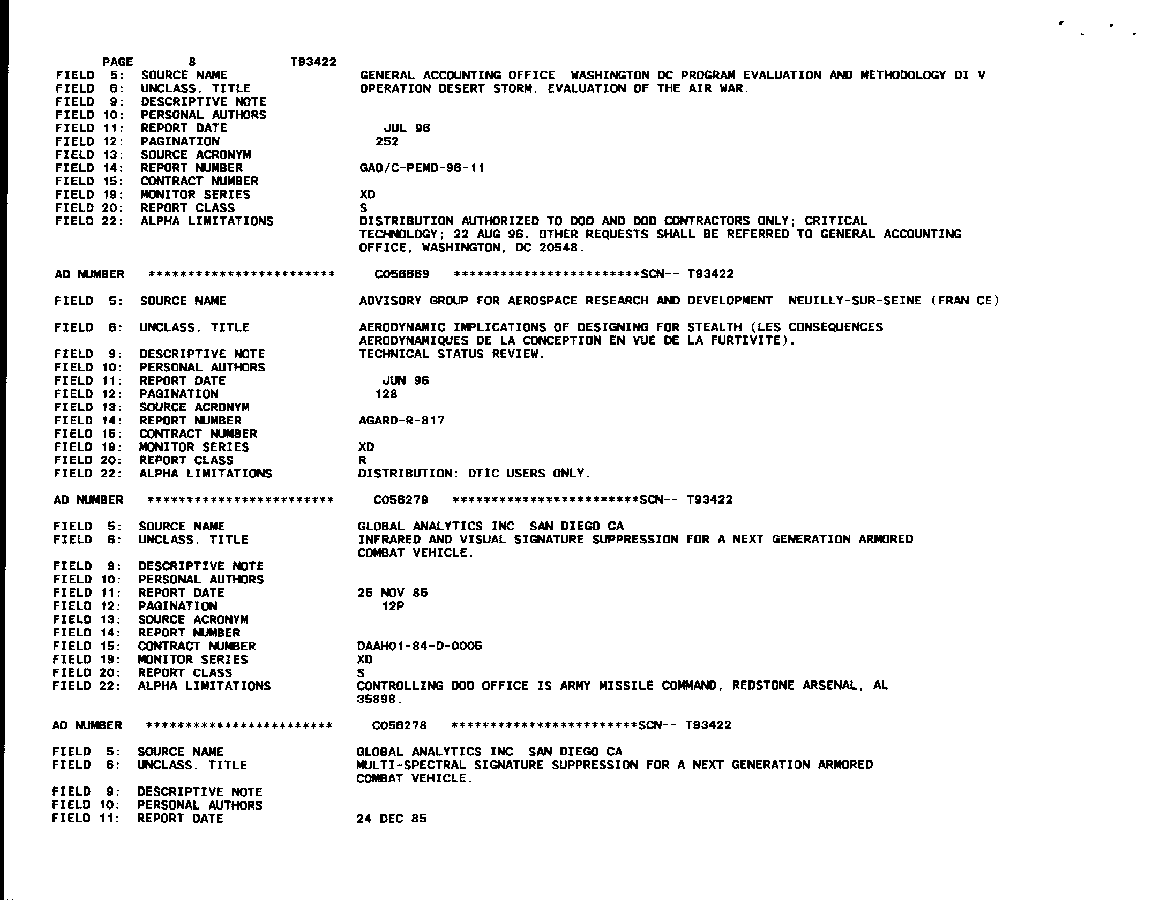 PAGE 8 T93422
FIELD 5: SOURCE NAME GENERAL ACCOUNTING OFFICE WASHINGTON DC PROGRAM EVALUATION AND METHODOLOGY DI V
FIELD 6: UNCLASS. TITLE OPERATION DESERT STORM. EVALUATION OF THE AIR WAR.
FIELD 9: DESCRIPTIVE NOTE
FIELD 10: PERSONAL AUTHORS
FIELD 11: REPORT DATE JUL 96
FIELD 12: PAGINATION 252
FIELD 13: SOURCE ACRONYM
FIELD 14: REPORT NUMBER GAO/C-PEMD-96-11
FIELD 15: CONTRACT NUMBER
FIELD 19: MONITOR SERIES XD
FIELD 20: REPORT CLASS S
FIELD 22: ALPHA LIMITATIONS DISTRIBUTION AUTHORIZED TO DOD AND DOD CONTRACTORS ONLY; CRITICAL
TECHNOLOGY; 22 AUG 96. OTHER REQUESTS SHALL BE REFERRED TO GENERAL ACCOUNTING
OFFICE, WASHINGTON, DC 20548.
AD NUMBER ************************ C056669 ************************SCN-- T93422
FIELD 5: SOURCE NAME ADVISORY GROUP FOR AEROSPACE RESEARCH AND DEVELOPMENT NEUILLY-SUR-SEINE (FRAN CE)
FIELD 6: UNCLASS. TITLE AERODYNAMIC IMPLICATIONS OF DESIGNING FOR STEALTH (LES CONSEQUENCES
AERODYNAMIQUES DE LA CONCEPTION EN VUE DE LA FURTIVITE).
FIELD 9: DESCRIPTIVE NOTE TECHNICAL STATUS REVIEW.
FIELD 10: PERSONAL AUTHORS
FIELD 11: REPORT DATE JUN 96
FIELD 12: PAGINATION 128
FIELD 13: SOURCE ACRONYM
FIELD 14: REPORT NUMBER AGARD-R-817
FIELD 15: CONTRACT NUMBER
FIELD 19: MONITOR SERIES XD
FIELD 20: REPORT CLASS R
FIELD 22: ALPHA LIMITATIONS DISTRIBUTION: DTIC USERS ONLY.
AD NUMBER ************************ C056279 ************************SCN-- T93422
FIELD 5: SOURCE NAME GLOBAL ANALYTICS INC SAN DIEGO CA
FIELD 6: UNCLASS. TITLE INFRARED AND VISUAL SIGNATURE SUPPRESSION FOR A NEXT GENERATION ARMORED
COMBAT VEHICLE.
FIELD 9: DESCRIPTIVE NOTE
FIELD 10: PERSONAL AUTHORS
FIELD 11: REPORT DATE 26 NOV 85
FIELD 12: PAGINATION 12P
FIELD 13: SOURCE ACRONYM
FIELD 14: REPORT NUMBER
FIELD 15: CONTRACT NUMBER DAAH01-84-D-0006
FIELD 19: MONITOR SERIES XD
FIELD 20: REPORT CLASS S
FIELD 22: ALPHA LIMITATIONS CONTROLLING DOD OFFICE IS ARMY MISSILE COMMAND, REDSTONE ARSENAL, AL
35898.
AD NUMBER ************************ C056278 ************************SCN-- T93422
FIELD 5: SOURCE NAME GLOBAL ANALYTICS INC SAN DIEGO CA
FIELD 6: UNCLASS. TITLE MULTI-SPECTRAL SIGNATURE SUPPRESSION FOR A NEXT GENERATION ARMORED
COMBAT VEHICLE.
FIELD 9: DESCRIPTIVE NOTE
FIELD 10: PERSONAL AUTHORS
FIELD 11: REPORT DATE 24 DEC 85